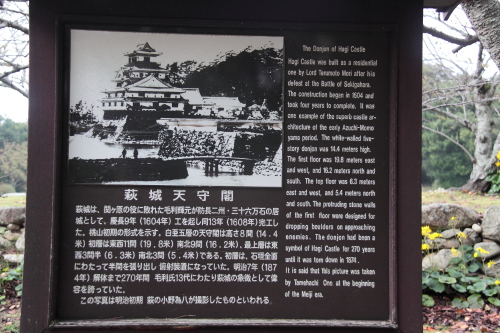 The Donjon of Hagi Castle
Hagi Castle was built as a residential
one by Lord Terumoto Mori after his
defeat at the Battle of Sekigahara.
The construction began in 1604 and
took four years to complete. It was
one example of the superb castle ar-
chitecture of the early Azuchi-Momo
yama period. The white-walled five-
story donjon was 14.4 meters high.
The first floor was 19.8 meters east
and west, and 16.2 meters north and
south. The top floor was 6.3 meters
east and west, and 5.4 meters north
and south. The protruding stone walls
of the first floor were designed for
dropping boulders on approaching
enemies. The donjon had been a
symbol of Hagi Castle for 270 years
until it was torn down in 1874.
It is said that this picture was taken
by Tamehachi Ono at the beginning
of the Meiji era.
萩城天守閣
萩城は、関ヶ原の役に敗れた毛利輝元が防長二州・三十六万石の居
城として、慶長9年(1604年)工を起し同13年(1608年)完工し
た。桃山初期の形式を示す。白亜五層の天守閣は高さ8間(14.4
m)初層は東西11間(19.8m)南北9間(16.2m)、最上層は東
西3間半(6.3m)南北3間(5.4m)である。初層は、石垣全面
にわたって半間を張り出し 俯射装置になっていた。明治7年(187
4年)解体まで270年間 毛利氏13代にわたり萩城の象徴として偉
容を誇っていた。
この写真は明治初期 萩の小野為八が撮影したものといわれる。